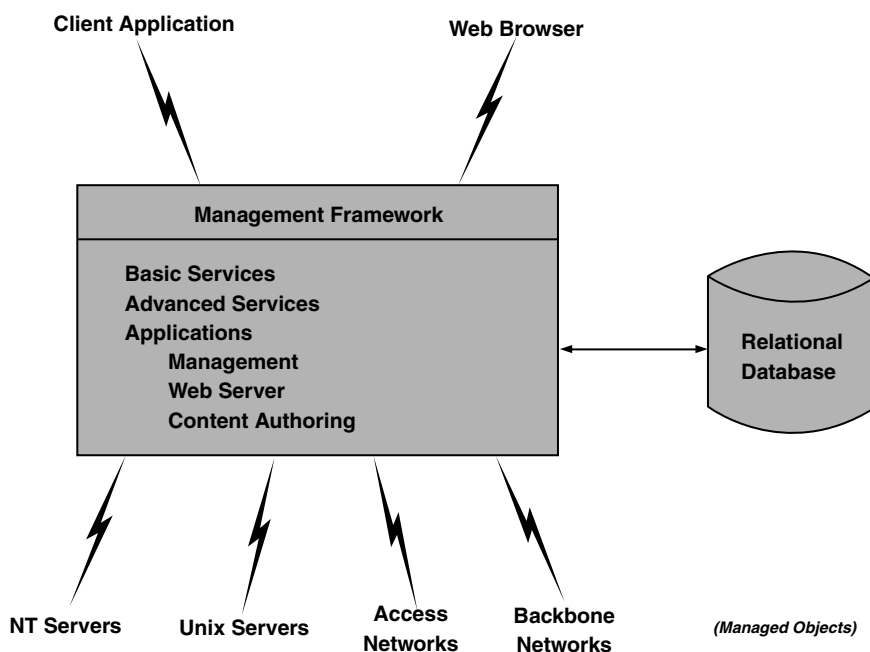 Client Application
Web Browser
Management Framework
Basic Services
Advanced Services
Applications
Management
Web Server
Content Authoring
Relational
Database
NT Servers
Unix Servers
Access
Networks
Backbone
Networks
(Managed Objects)